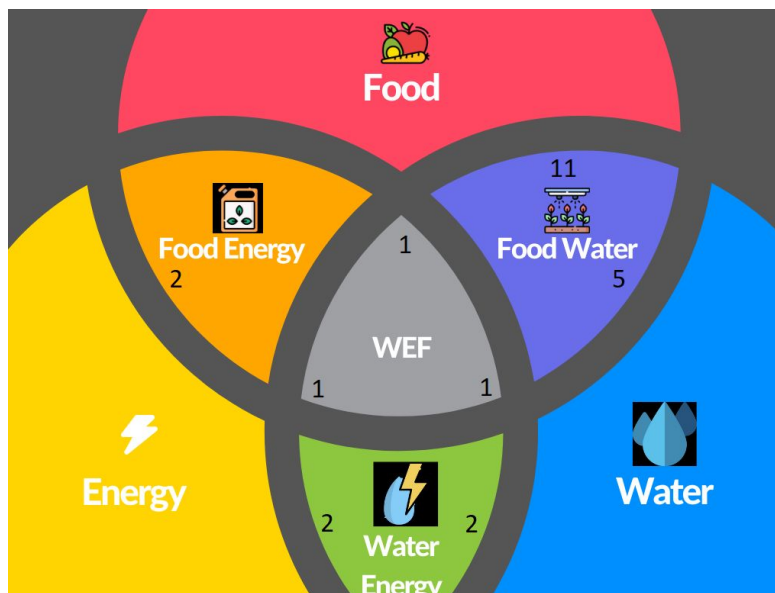 Food
11
Food Energy
Food Water
2
5
1
WEF
1
1
Energy
Water
2
2
Water
Energy